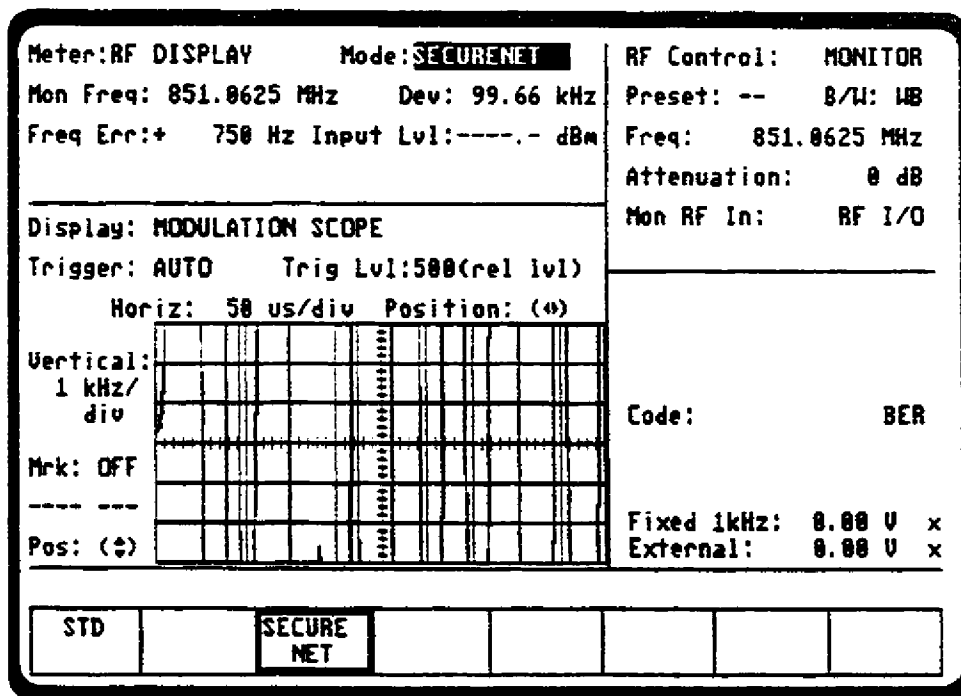 Meter:RF DISPLAY Mode:SECURENET
Mon Freq: 851.0625 MHz Dev: 99.66 kHz
Freq Err:+ 750 Hz Input Lvl:----.- dBm
Display: MODULATION SCOPE
Trigger: AUTO Trig Lvl:500(rel lvl)
Horiz: 50 us/div Position: (↔)
Vertical:
1 kHz/
div
Mrk: OFF
---- ---
Pos: (↕)
RF Control: MONITOR
Preset: -- B/W: WB
Freq: 851.0625 MHz
Attenuation: 0 dB
Mon RF In: RF I/O
Code: BER
Fixed 1kHz: 0.00 V x
External: 0.00 V x
STD
SECURE
NET